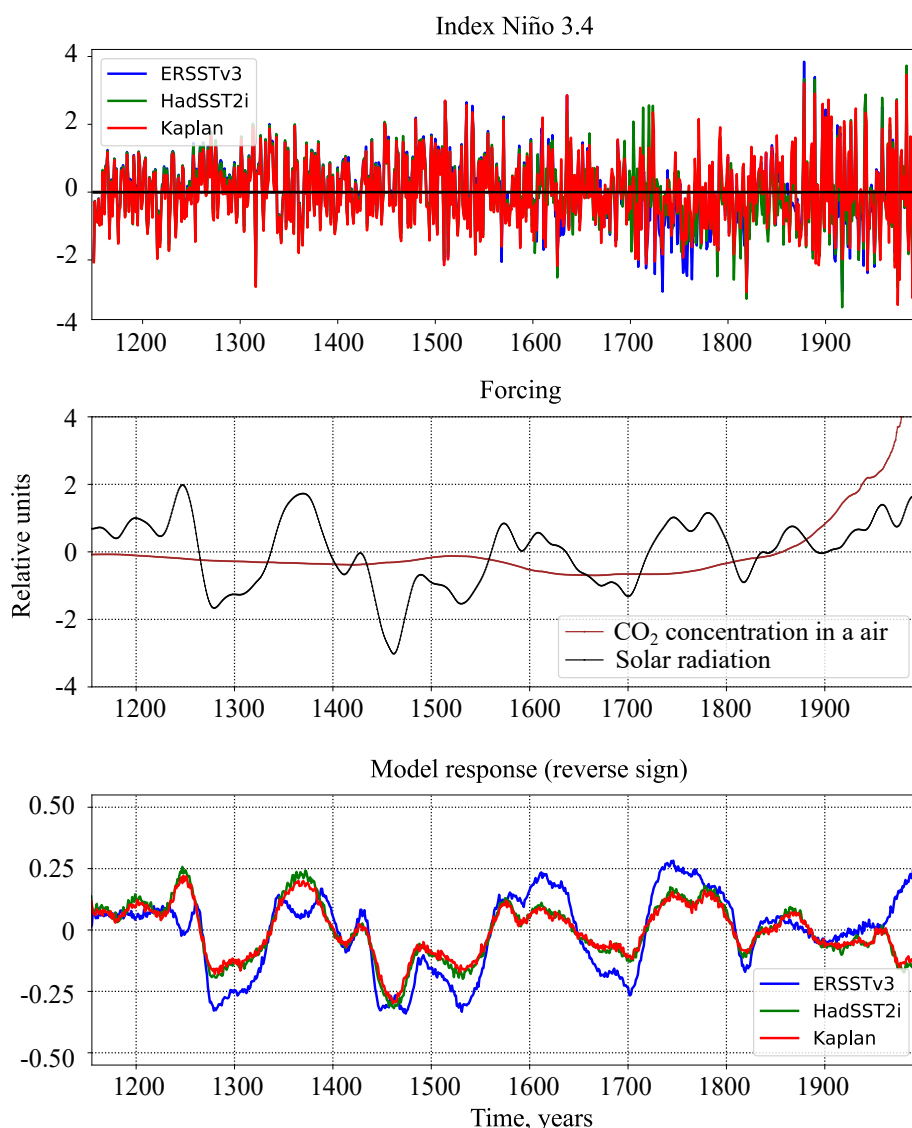 Index Niño 3.4
4
2
0
-2
-4
ERSSTv3
HadSST2i
Kaplan
1200 1300 1400 1500 1600 1700 1800 1900
Forcing
Relative units
4
2
0
-2
-4
CO₂ concentration in a air
Solar radiation
1200 1300 1400 1500 1600 1700 1800 1900
Model response (reverse sign)
0.50
0.25
0
-0.25
-0.50
ERSSTv3
HadSST2i
Kaplan
1200 1300 1400 1500 1600 1700 1800 1900
Time, years